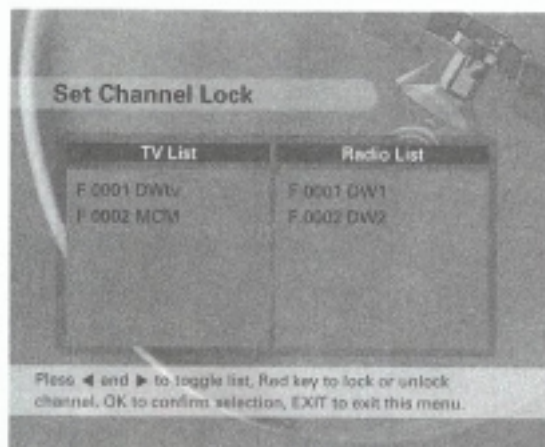 Set Channel Lock
TV List
Radio List
F 0001 DWtv
F 0002 MCM
F 0001 DW1
F 0002 DW2
Press ◀ and ▶ to toggle list, Red key to lock or unlock
channel, OK to confirm selection, EXIT to exit this menu.